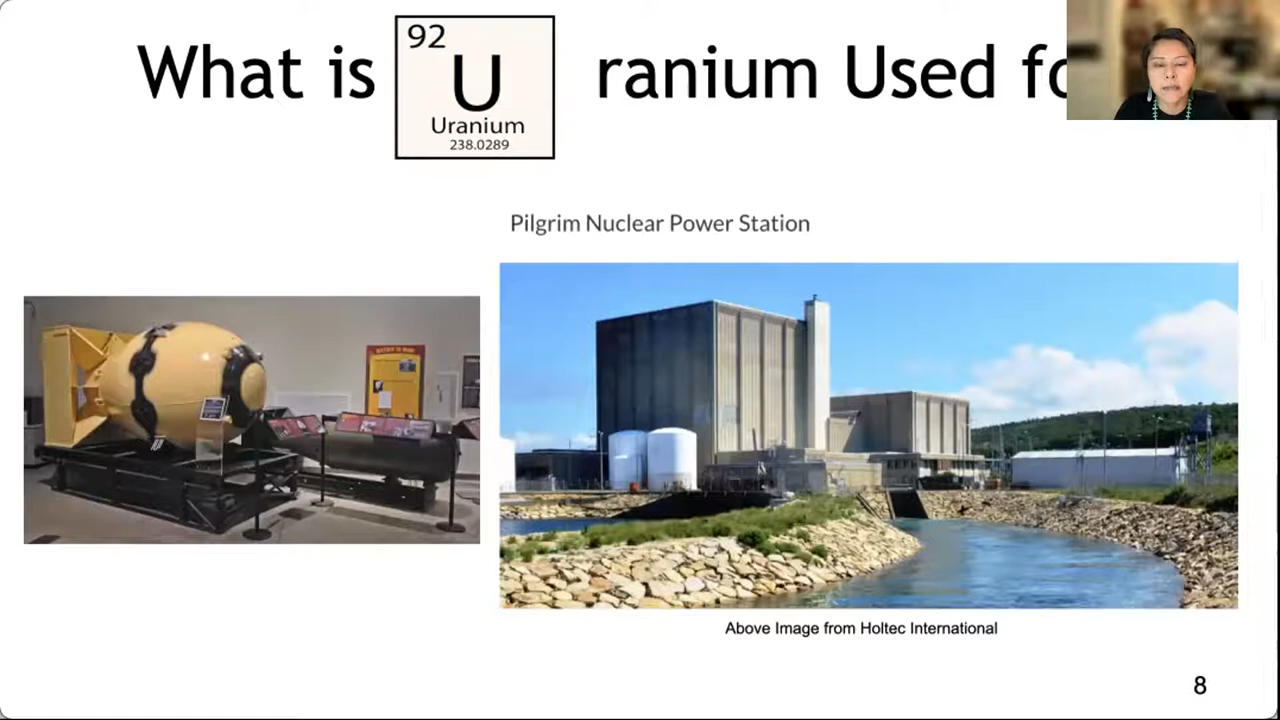 What is
92
U
Uranium
238.0289
ranium Used fo
Pilgrim Nuclear Power Station
Above Image from Holtec International
8